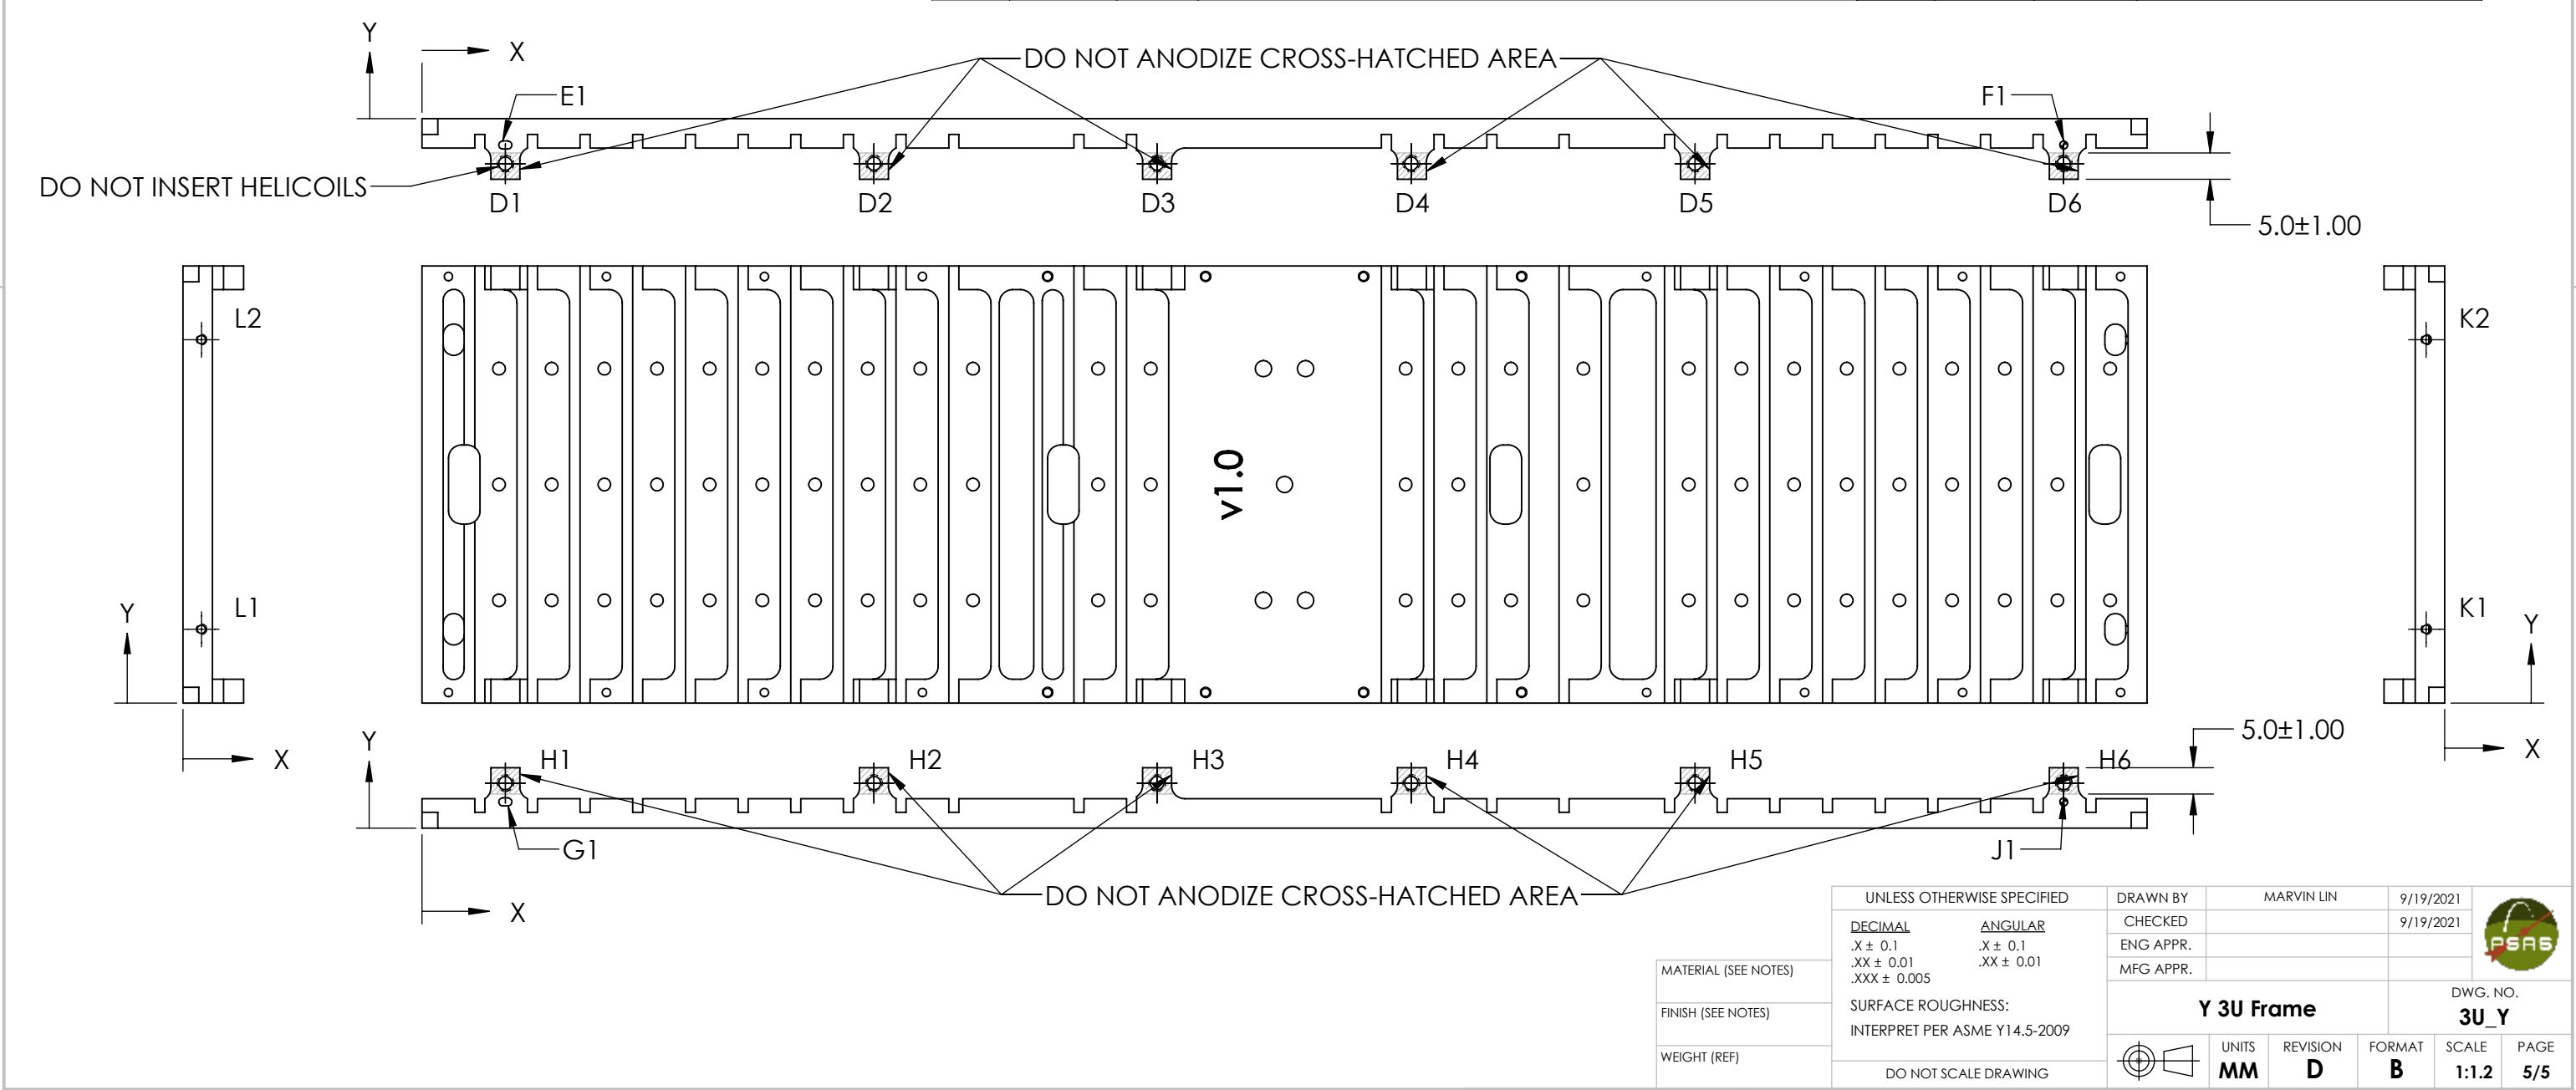 Y
X
DO NOT ANODIZE CROSS-HATCHED AREA
E1
F1
DO NOT INSERT HELICOILS
D1
D2
D3
D4
D5
D6
5.0±1.00
L2
K2
v1.0
L1
K1
Y
Y
X
X
Y
H1
H2
H3
H4
H5
H6
5.0±1.00
G1
J1
DO NOT ANODIZE CROSS-HATCHED AREA
X
MATERIAL (SEE NOTES)
FINISH (SEE NOTES)
WEIGHT (REF)
UNLESS OTHERWISE SPECIFIED
DECIMAL ANGULAR
.X ± 0.1 .X ± 0.1
.XX ± 0.01 .XX ± 0.01
.XXX ± 0.005
SURFACE ROUGHNESS:
INTERPRET PER ASME Y14.5-2009
DO NOT SCALE DRAWING
DRAWN BY MARVIN LIN 9/19/2021
CHECKED 9/19/2021
ENG APPR.
MFG APPR.
PSAS
Y 3U Frame
DWG. NO.
3U_Y
UNITS REVISION FORMAT SCALE PAGE
MM D B 1:1.2 5/5